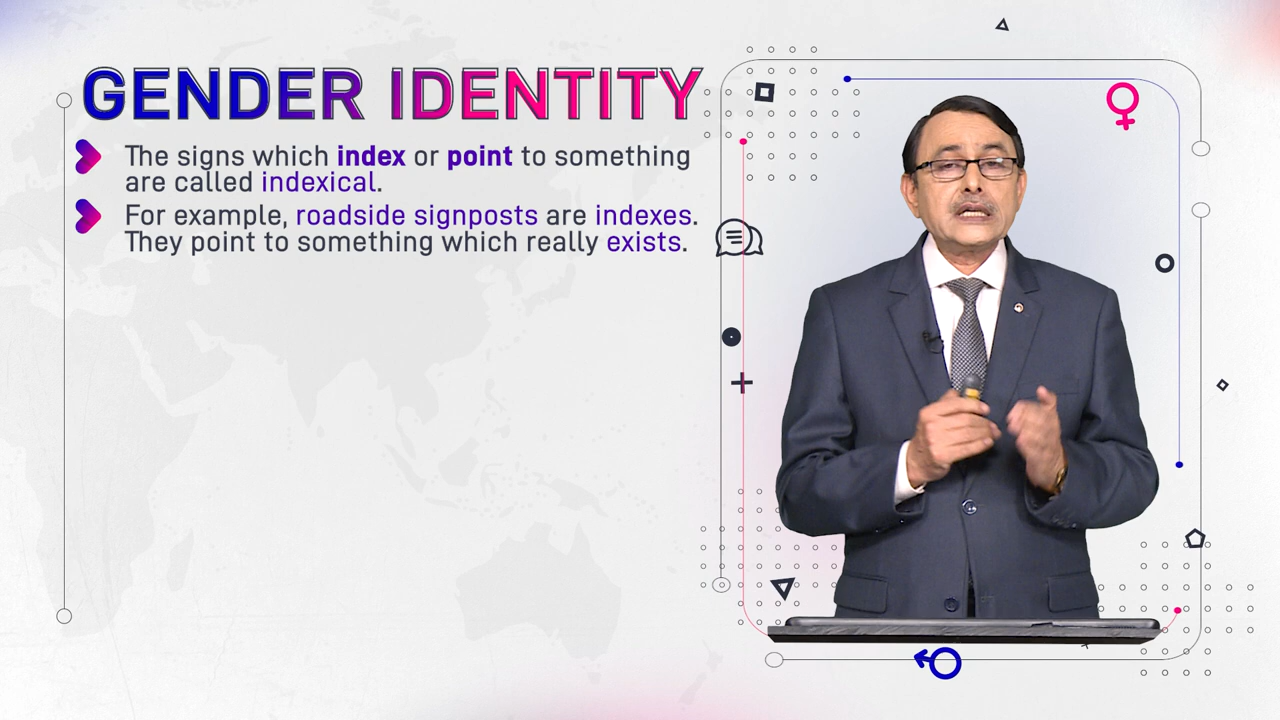 GENDER IDENTITY
The signs which index or point to something
are called indexical.
For example, roadside signposts are indexes.
They point to something which really exists.